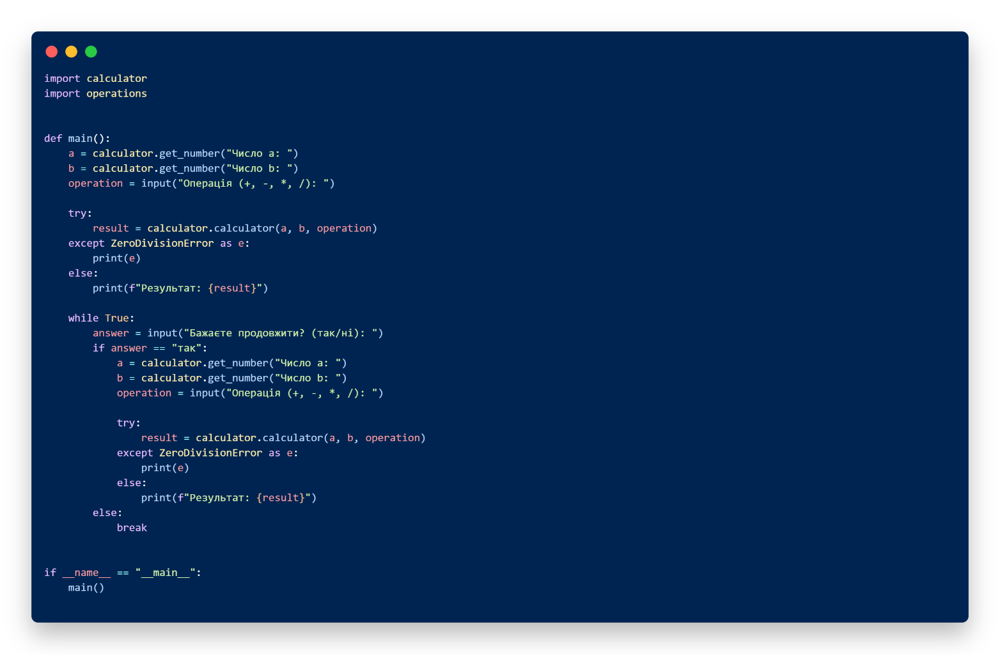 import calculator
import operations
def main():
    a = calculator.get_number("Число a: ")
    b = calculator.get_number("Число b: ")
    operation = input("Операція (+, -, *, /): ")
    try:
        result = calculator.calculator(a, b, operation)
    except ZeroDivisionError as e:
        print(e)
    else:
        print(f"Результат: {result}")
    while True:
        answer = input("Бажаєте продовжити? (так/ні): ")
        if answer == "так":
            a = calculator.get_number("Число a: ")
            b = calculator.get_number("Число b: ")
            operation = input("Операція (+, -, *, /): ")
            try:
                result = calculator.calculator(a, b, operation)
            except ZeroDivisionError as e:
                print(e)
            else:
                print(f"Результат: {result}")
        else:
            break
if __name__ == "__main__":
    main()